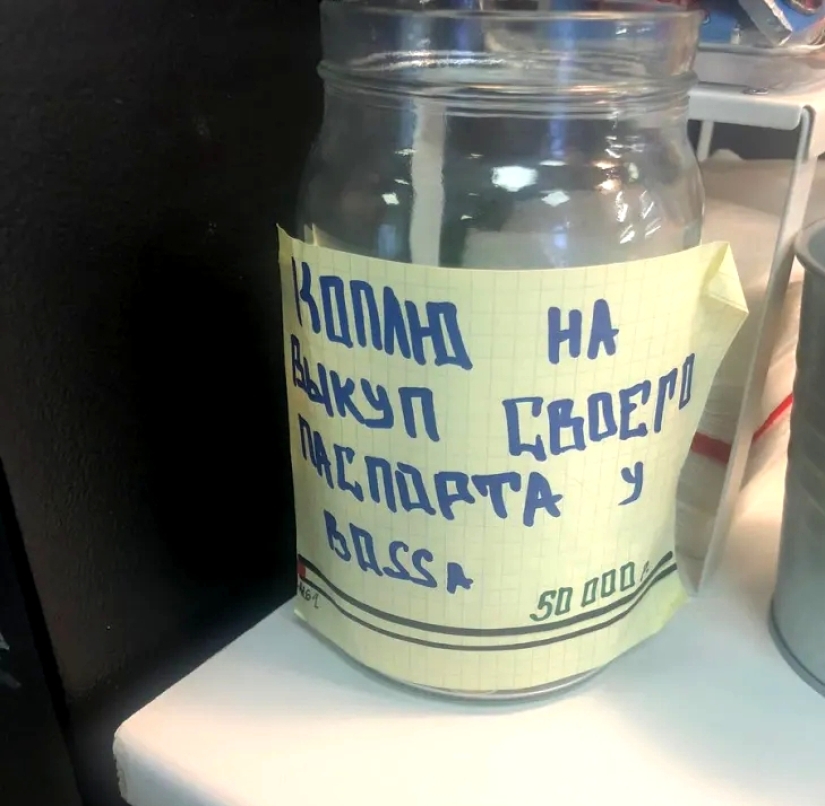 Коплю НА
ВЫКУП СВОЕГО
ПАСПОРТА У
BOSSA
50 000 р.